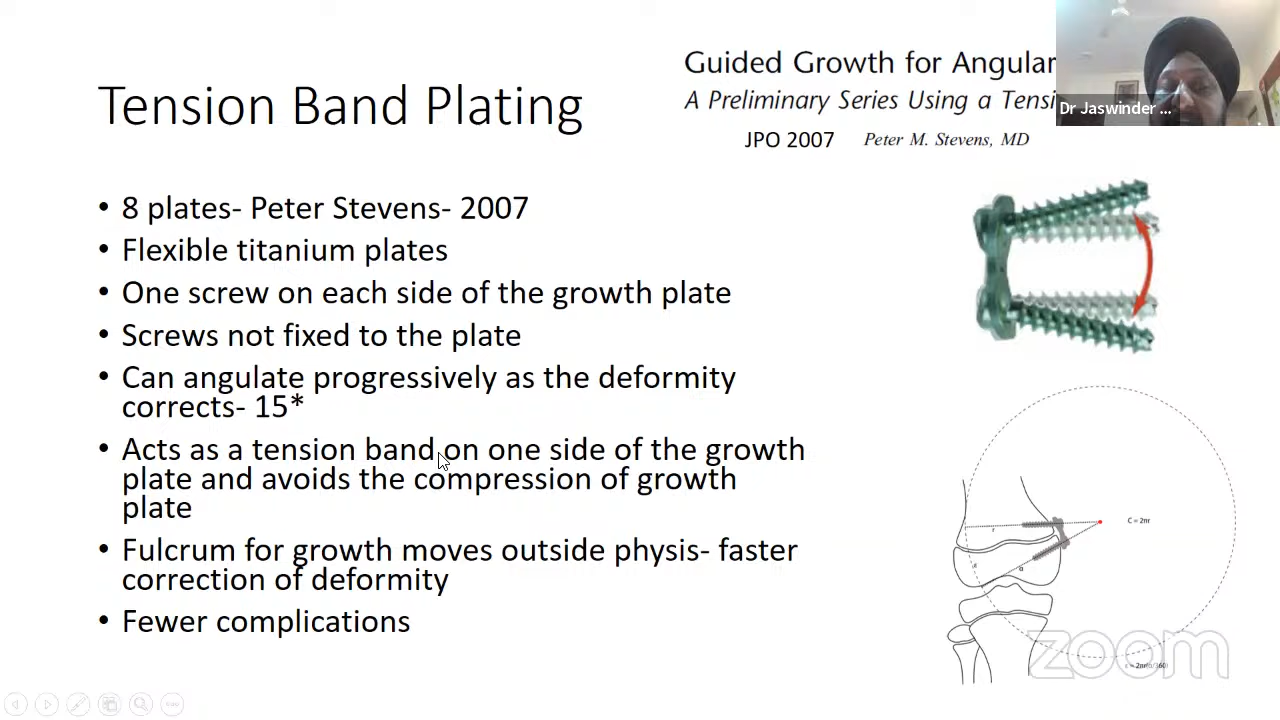 Guided Growth for Angular
Tension Band Plating
A Preliminary Series Using a Tensi
Dr Jaswinder ...
JPO 2007 Peter M. Stevens, MD
• 8 plates- Peter Stevens- 2007
• Flexible titanium plates
• One screw on each side of the growth plate
• Screws not fixed to the plate
• Can angulate progressively as the deformity
corrects- 15*
• Acts as a tension band on one side of the growth
plate and avoids the compression of growth
plate
• Fulcrum for growth moves outside physis- faster
correction of deformity
• Fewer complications
C = 2πr
r
α
zoom